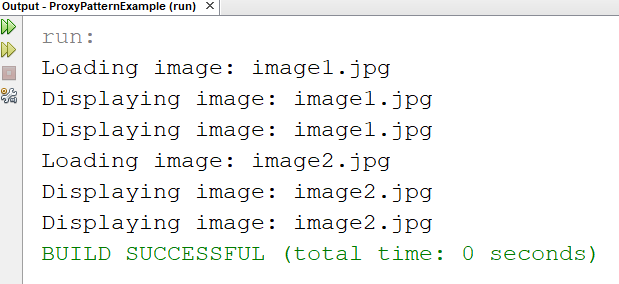 Output - ProxyPatternExample (run) ×
run:
Loading image: image1.jpg
Displaying image: image1.jpg
Displaying image: image1.jpg
Loading image: image2.jpg
Displaying image: image2.jpg
Displaying image: image2.jpg
BUILD SUCCESSFUL (total time: 0 seconds)